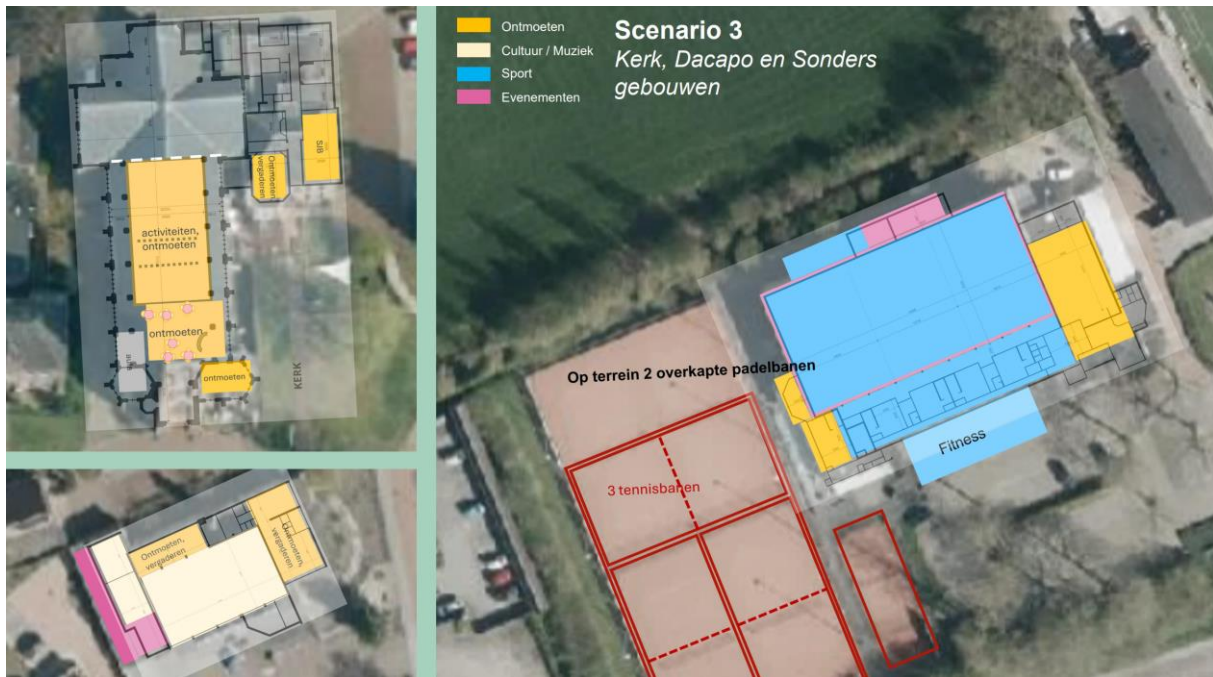 Ontmoeten
Cultuur / Muziek
Sport
Evenementen
Scenario 3
Kerk, Dacapo en Sonders
gebouwen
SIB
Ontmoeten
vergaderen
activiteiten,
ontmoeten
ontmoeten
ontmoeten
KERK
Op terrein 2 overkapte padelbanen
3 tennisbanen
Fitness
Ontmoeten,
vergaderen
Ontmoeten,
vergaderen